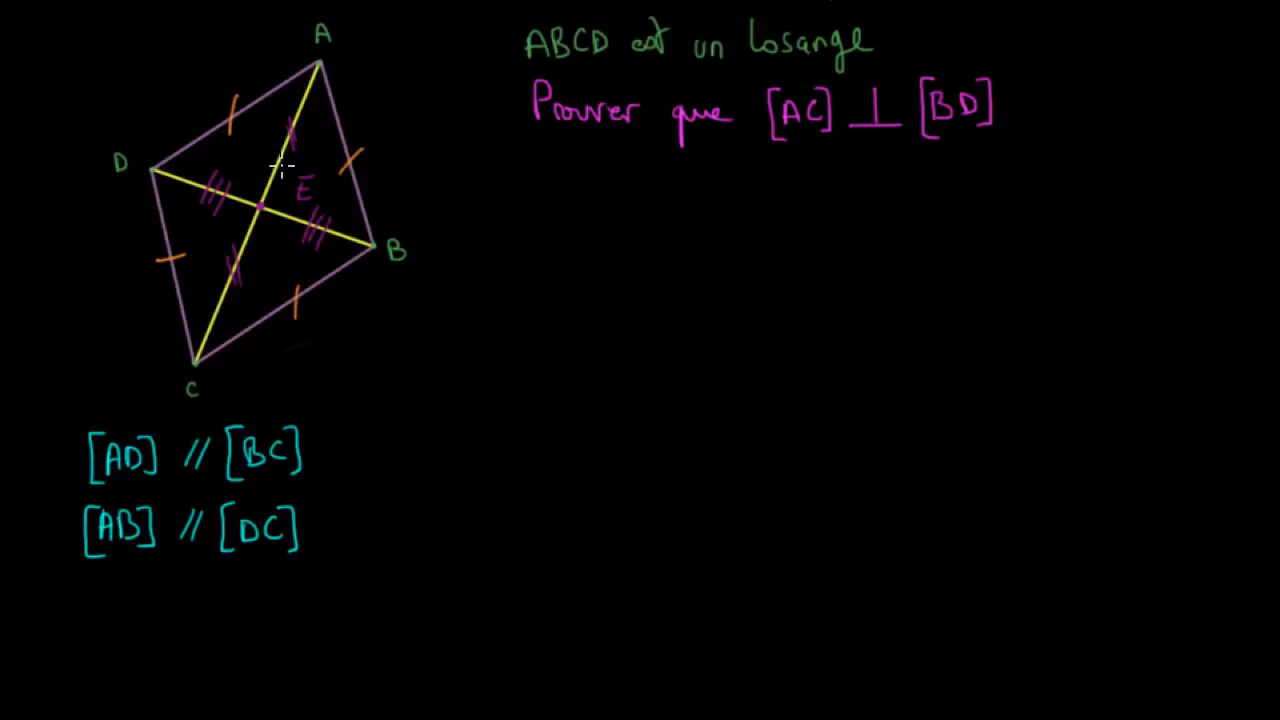 A
ABCD est un losange
Prouver que [AC] ⊥ [BD]
D
E
B
C
[AD] // [BC]
[AB] // [DC]